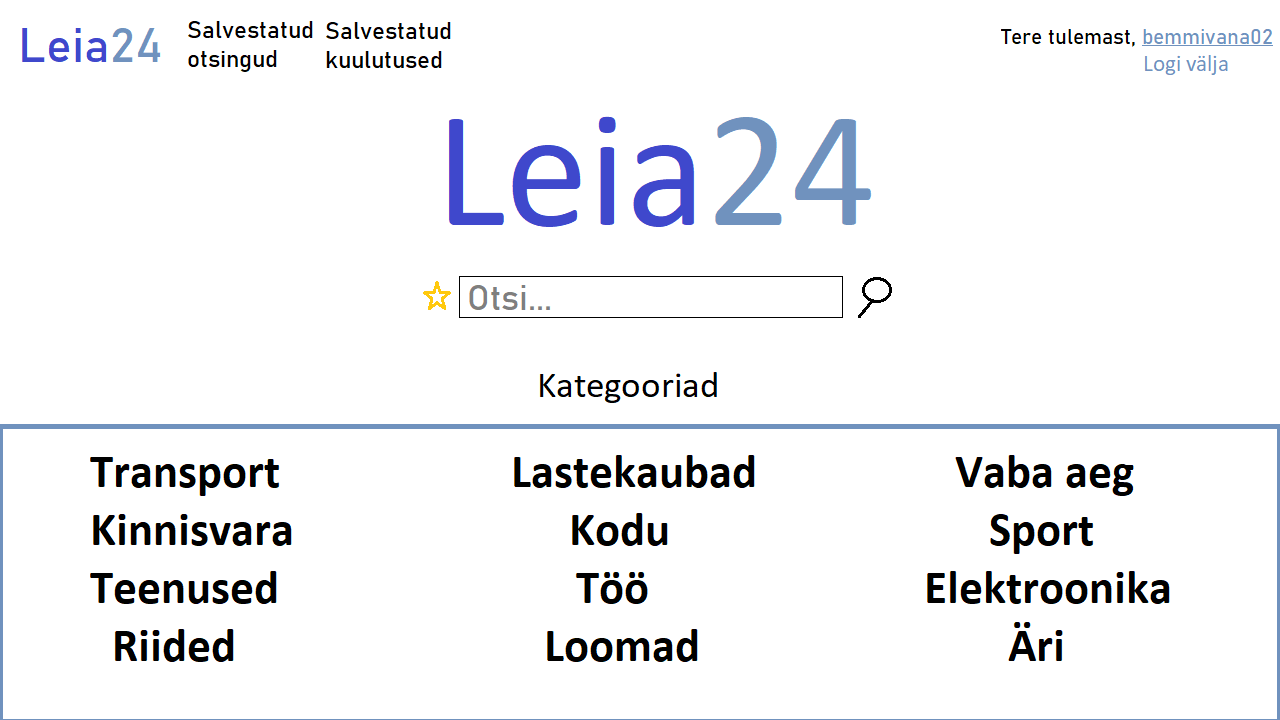 Leia24
Salvestatud
otsingud
Salvestatud
kuulutused
Tere tulemast, bemmivana02
Logi välja
Leia24
Otsi...
Kategooriad
Transport
Kinnisvara
Teenused
Riided
Lastekaubad
Kodu
Töö
Loomad
Vaba aeg
Sport
Elektroonika
Äri